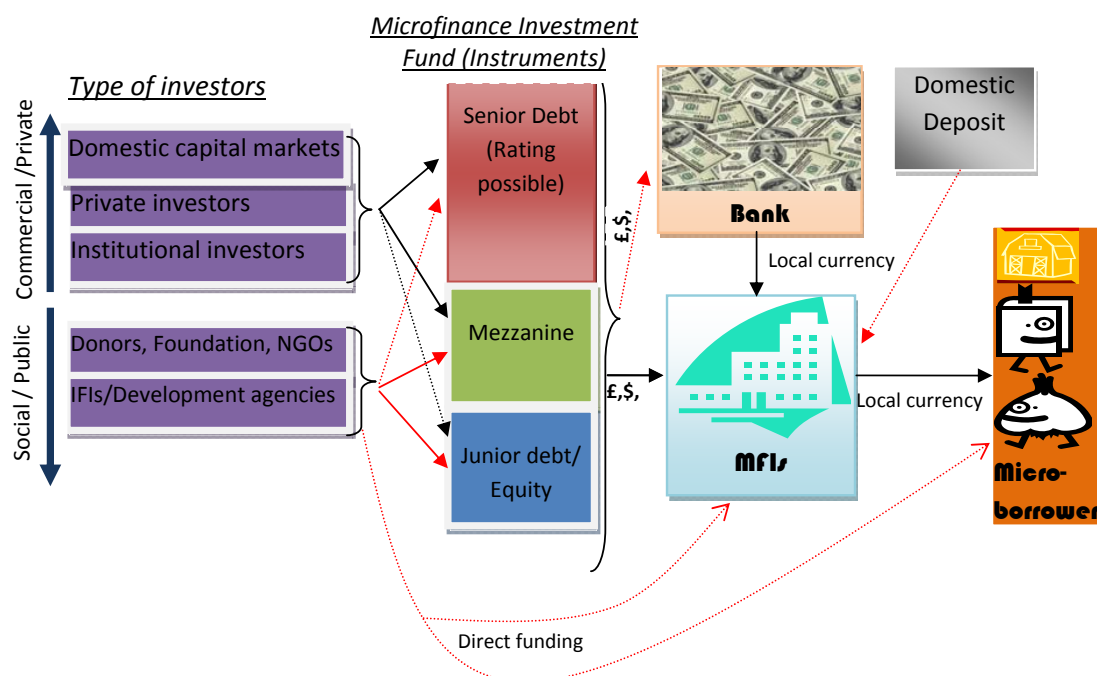 Microfinance Investment
Fund (Instruments)
Type of investors
Commercial /Private
Domestic capital markets
Private investors
Institutional investors
Social / Public
Donors, Foundation, NGOs
IFIs/Development agencies
Senior Debt
(Rating
possible)
Mezzanine
Junior debt/
Equity
£,$,
£,$,
Bank
Local currency
Domestic
Deposit
MFIs
Local currency
Micro-
borrower
Direct funding